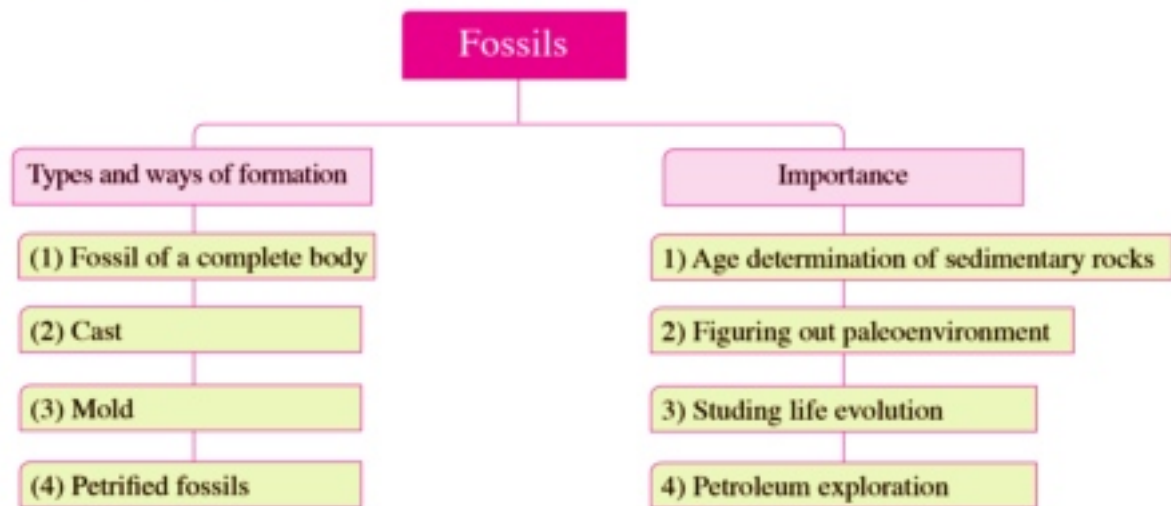 Fossils
Types and ways of formation
(1) Fossil of a complete body
(2) Cast
(3) Mold
(4) Petrified fossils
Importance
1) Age determination of sedimentary rocks
2) Figuring out paleoenvironment
3) Studing life evolution
4) Petroleum exploration